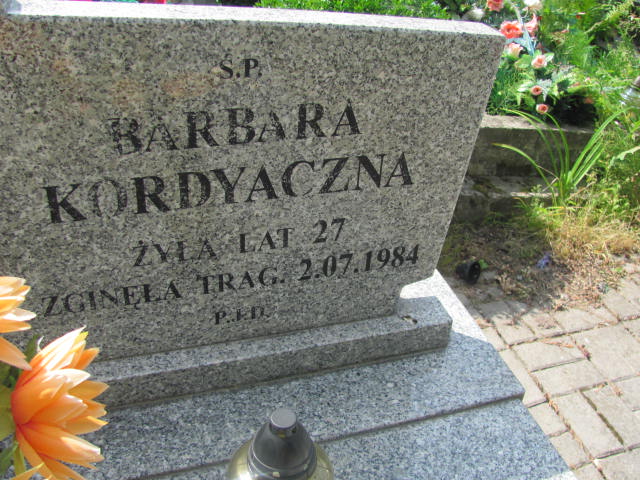 Ś.P.
BARBARA
KORDYACZNA
ŻYŁA LAT 27
ZGINĘŁA TRAG. 2.07.1984
P.I.D.